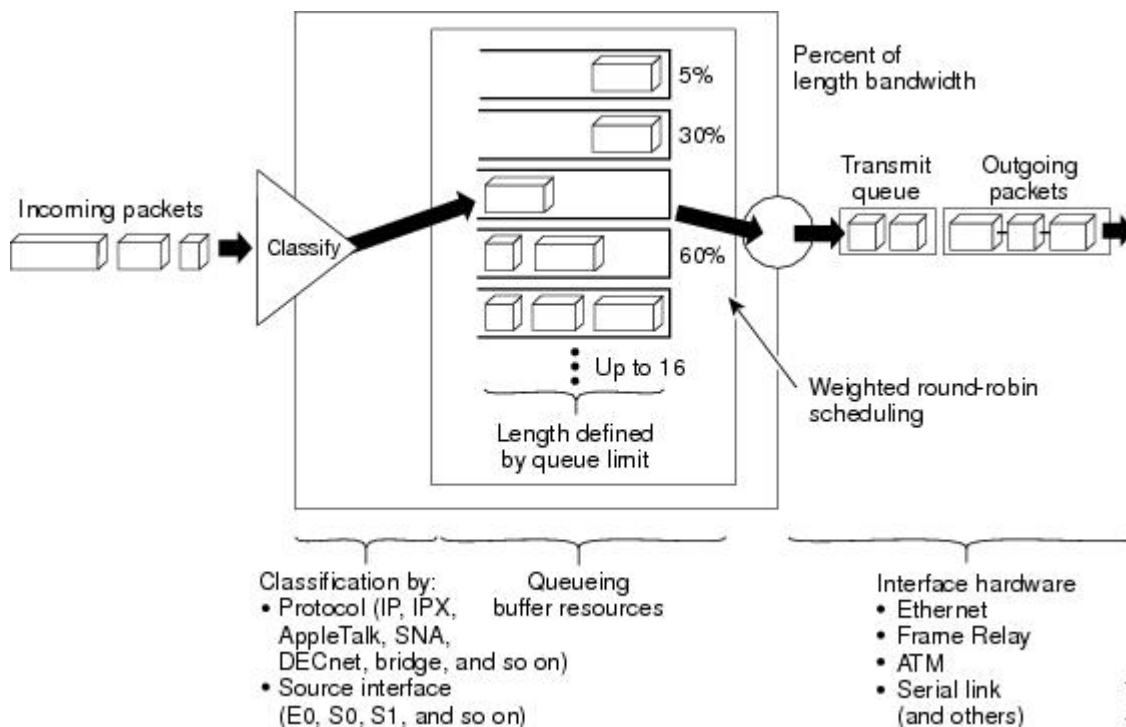 Percent of
length bandwidth
5%
30%
Transmit
queue
Outgoing
packets
Incoming packets
Classify
60%
Up to 16
Weighted round-robin
scheduling
Length defined
by queue limit
Classification by:
• Protocol (IP, IPX,
AppleTalk, SNA,
DECnet, bridge, and so on)
• Source interface
(E0, S0, S1, and so on)
Queueing
buffer resources
Interface hardware
• Ethernet
• Frame Relay
• ATM
• Serial link
(and others)